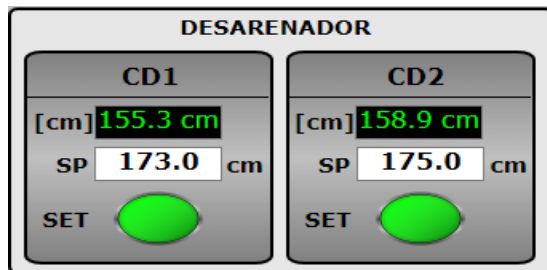 DESARENADOR
CD1
[cm] 155.3 cm
SP 173.0 cm
SET
CD2
[cm] 158.9 cm
SP 175.0 cm
SET